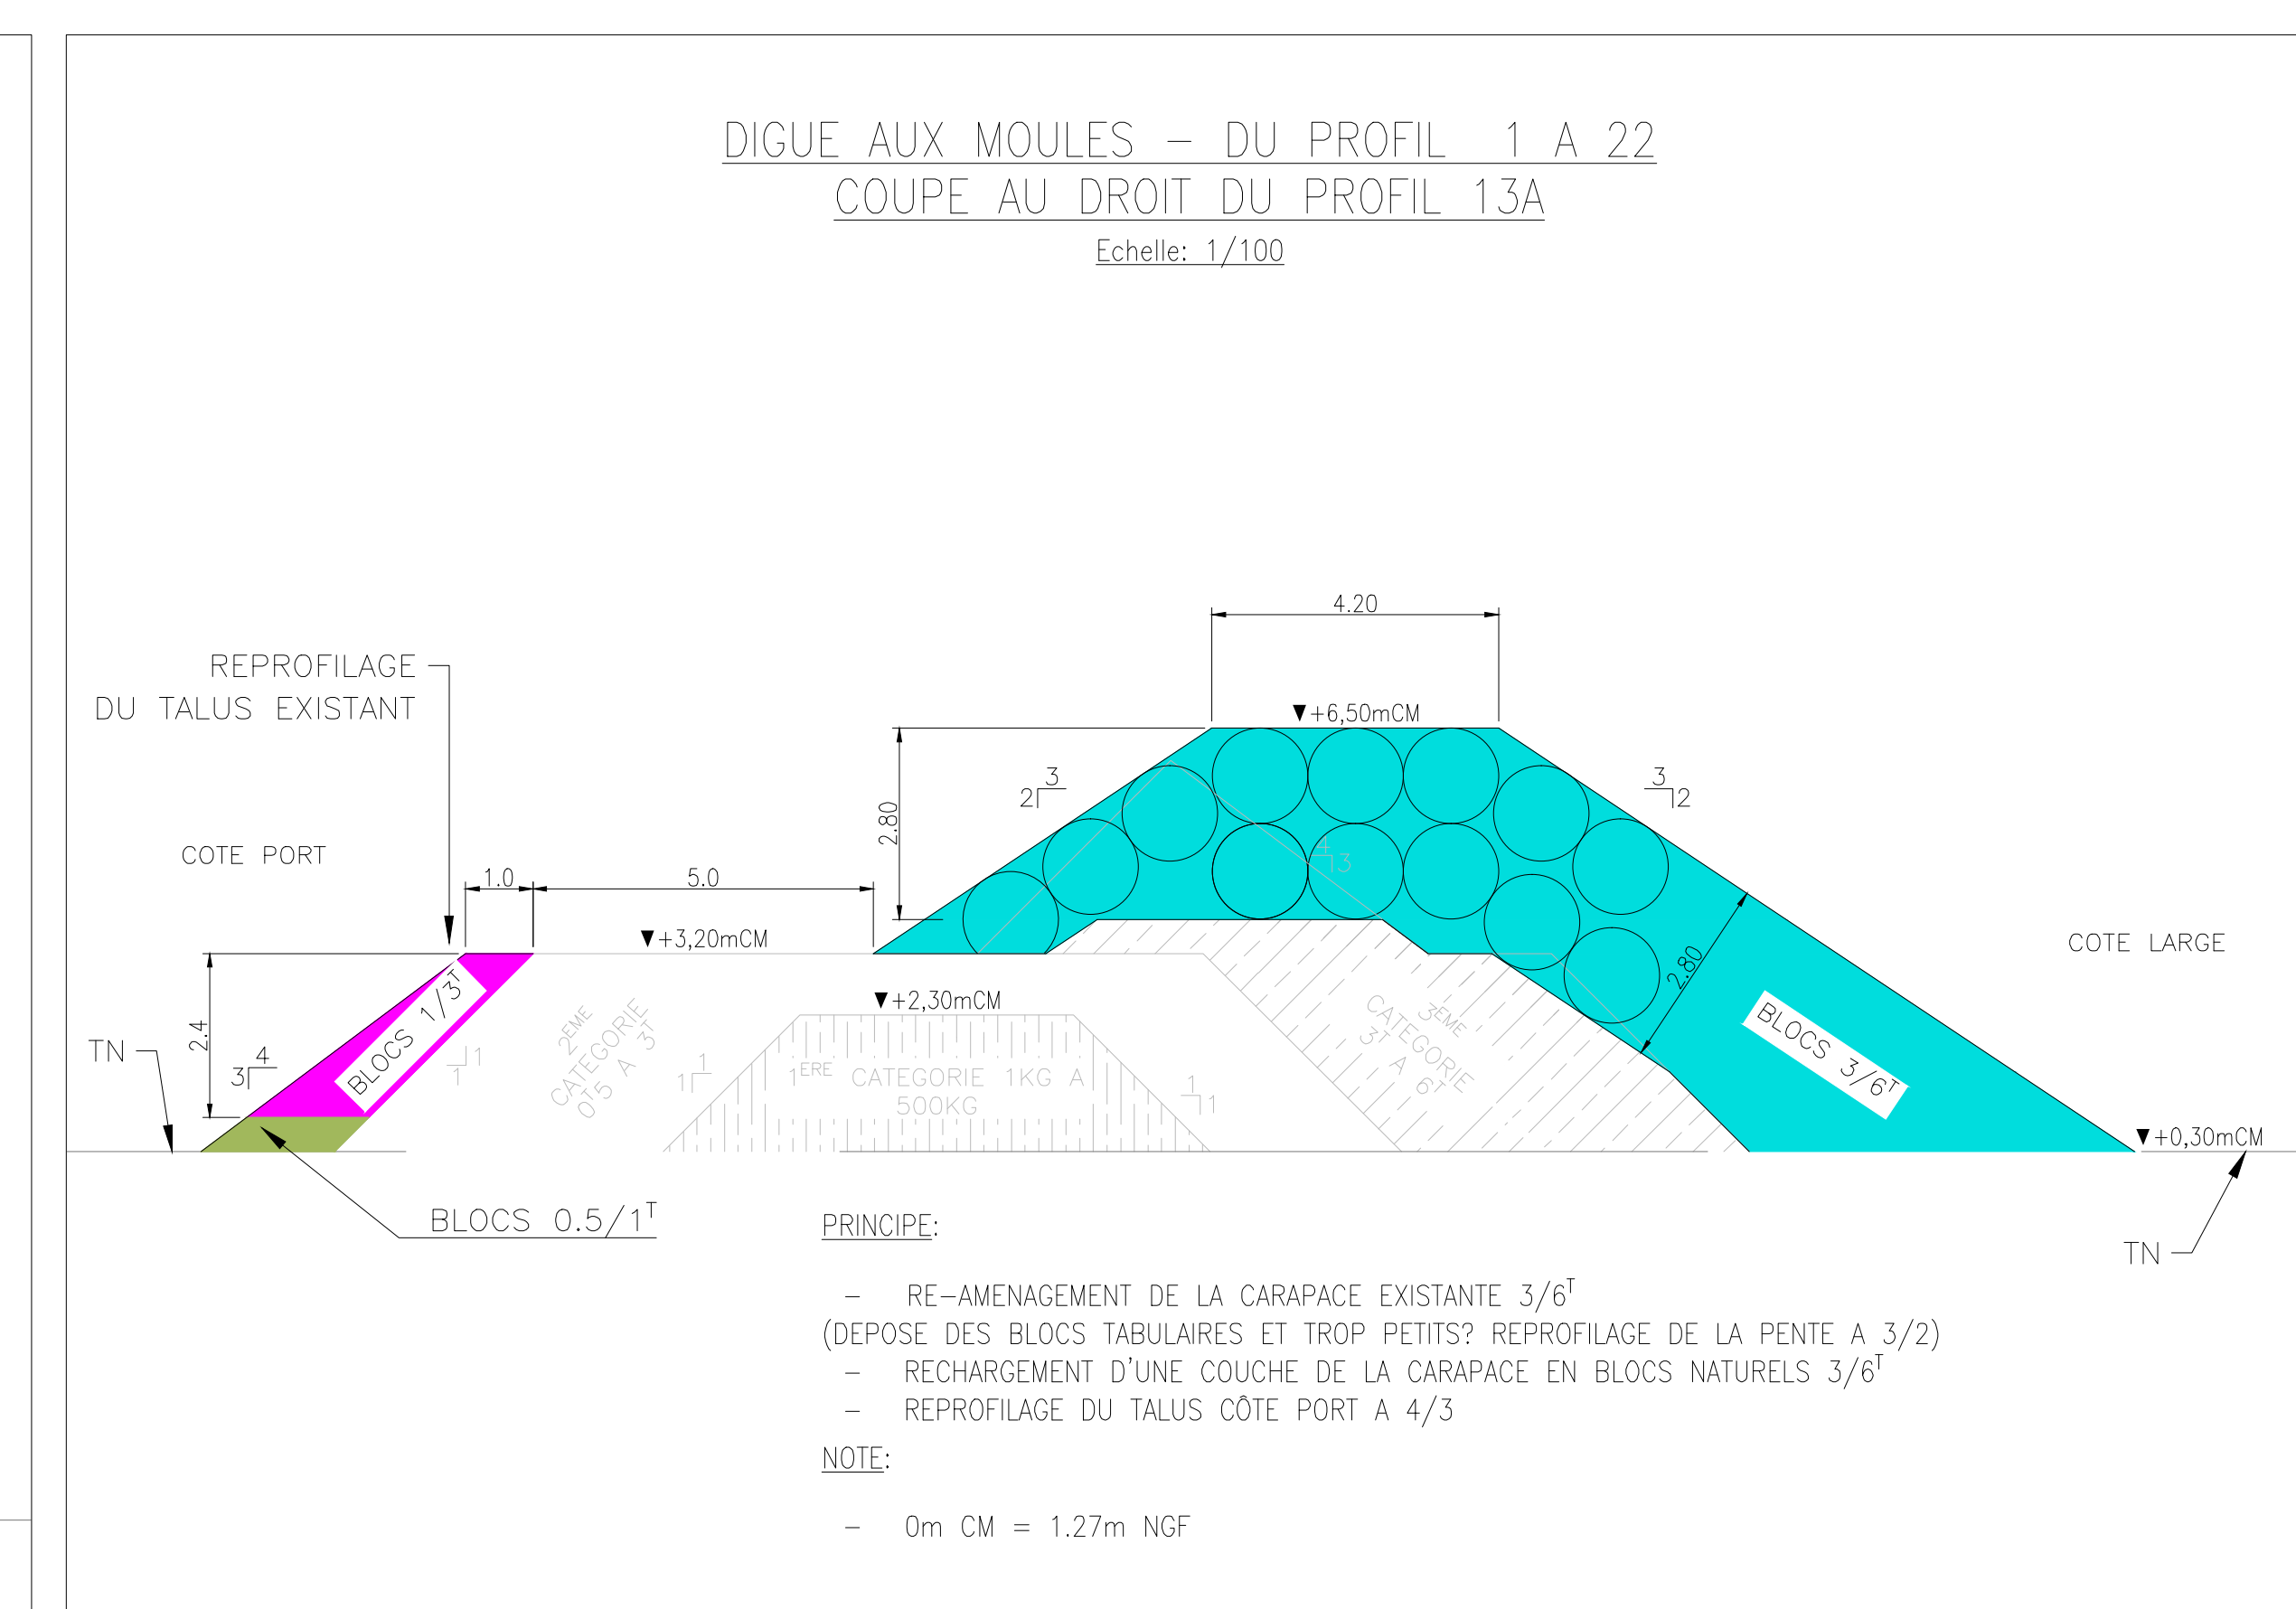 DIGUE AUX MOULES – DU PROFIL 1 A 22
COUPE AU DROIT DU PROFIL 13A
Echelle: 1/100
4.20
REPROFILAGE
DU TALUS EXISTANT
+6,50mCM
3
2
3
2
2.80
COTE PORT
4
3
1.0
5.0
+3,20mCM
COTE LARGE
2.80
BLOCS 1/3T
2.4
+2,30mCM
2EME
CATEGORIE
0T5 A 3T
3EME
CATEGORIE
3T A 6T
BLOCS 3/6T
TN
4
3
1
1
1
1
1ERE CATEGORIE 1KG A
500KG
1
1
+0,30mCM
BLOCS 0.5/1T
TN
PRINCIPE:
– RE-AMENAGEMENT DE LA CARAPACE EXISTANTE 3/6T
(DEPOSE DES BLOCS TABULAIRES ET TROP PETITS? REPROFILAGE DE LA PENTE A 3/2)
– RECHARGEMENT D'UNE COUCHE DE LA CARAPACE EN BLOCS NATURELS 3/6T
– REPROFILAGE DU TALUS CÔTE PORT A 4/3
NOTE:
– 0m CM = 1.27m NGF